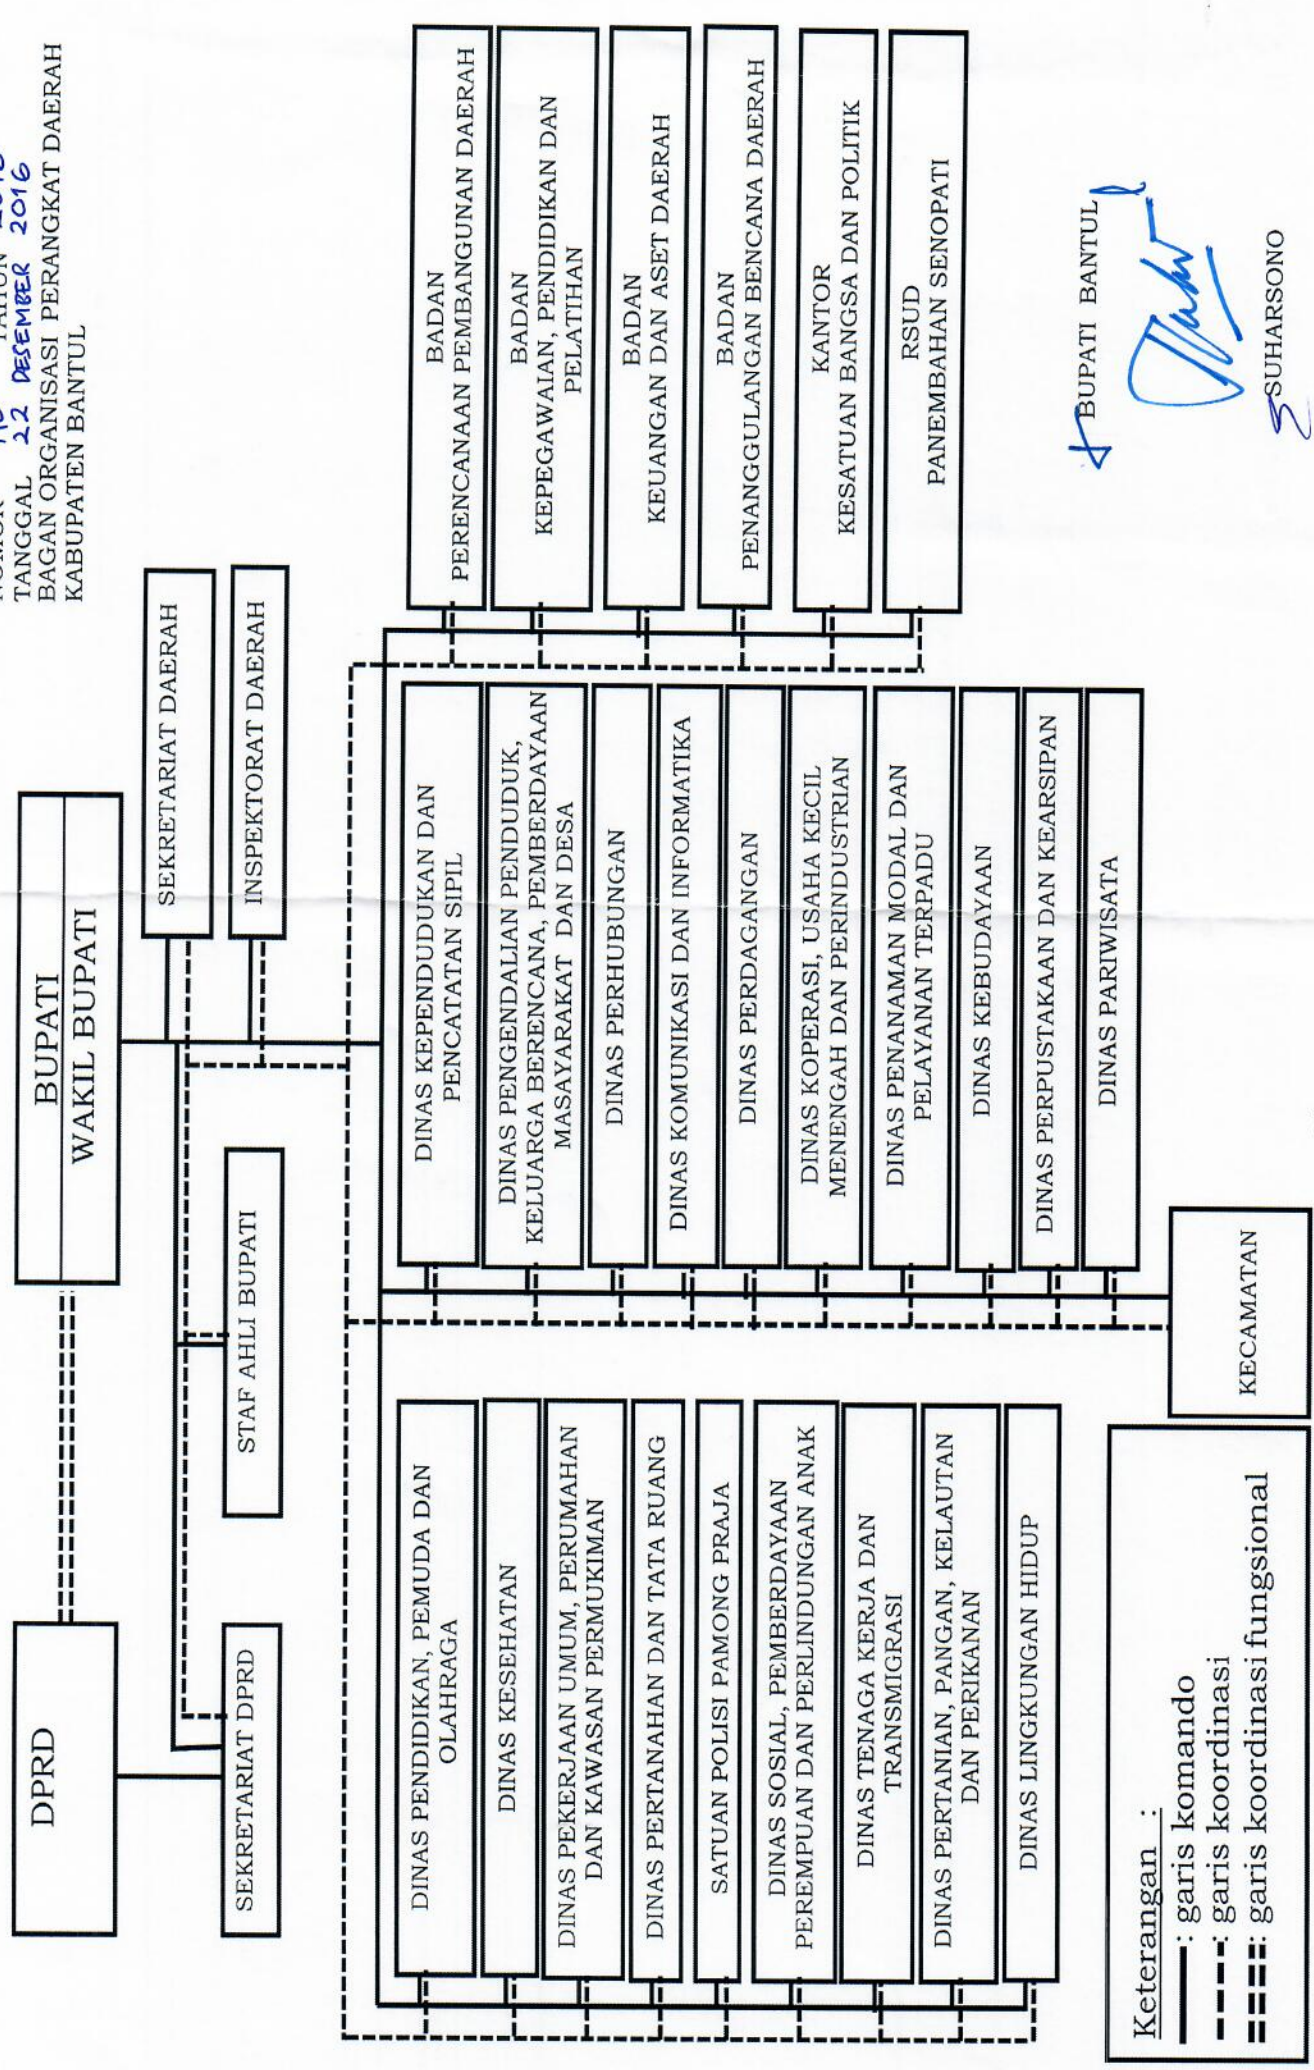 TANGGAL 22 DESEMBER 2016
BAGAN ORGANISASI PERANGKAT DAERAH
KABUPATEN BANTUL
BUPATI
WAKIL BUPATI
DPRD
SEKRETARIAT DAERAH
INSPEKTORAT DAERAH
STAF AHLI BUPATI
SEKRETARIAT DPRD
DINAS PENDIDIKAN, PEMUDA DAN
OLAHRAGA
DINAS KESEHATAN
DINAS PEKERJAAN UMUM, PERUMAHAN
DAN KAWASAN PERMUKIMAN
DINAS PERTANAHAN DAN TATA RUANG
SATUAN POLISI PAMONG PRAJA
DINAS SOSIAL, PEMBERDAYAAN
PEREMPUAN DAN PERLINDUNGAN ANAK
DINAS TENAGA KERJA DAN
TRANSMIGRASI
DINAS PERTANIAN, PANGAN, KELAUTAN
DAN PERIKANAN
DINAS LINGKUNGAN HIDUP
DINAS KEPENDUDUKAN DAN
PENCATATAN SIPIL
DINAS PENGENDALIAN PENDUDUK,
KELUARGA BERENCANA, PEMBERDAYAAN
MASAYARAKAT DAN DESA
DINAS PERHUBUNGAN
DINAS KOMUNIKASI DAN INFORMATIKA
DINAS PERDAGANGAN
DINAS KOPERASI, USAHA KECIL
MENENGAH DAN PERINDUSTRIAN
DINAS PENANAMAN MODAL DAN
PELAYANAN TERPADU
DINAS KEBUDAYAAN
DINAS PERPUSTAKAAN DAN KEARSIPAN
DINAS PARIWISATA
KECAMATAN
BADAN
PERENCANAAN PEMBANGUNAN DAERAH
BADAN
KEPEGAWAIAN, PENDIDIKAN DAN
PELATIHAN
BADAN
KEUANGAN DAN ASET DAERAH
BADAN
PENANGGULANGAN BENCANA DAERAH
KANTOR
KESATUAN BANGSA DAN POLITIK
RSUD
PANEMBAHAN SENOPATI
Keterangan :
: garis komando
: garis koordinasi
: garis koordinasi fungsional
BUPATI BANTUL
SUHARSONO